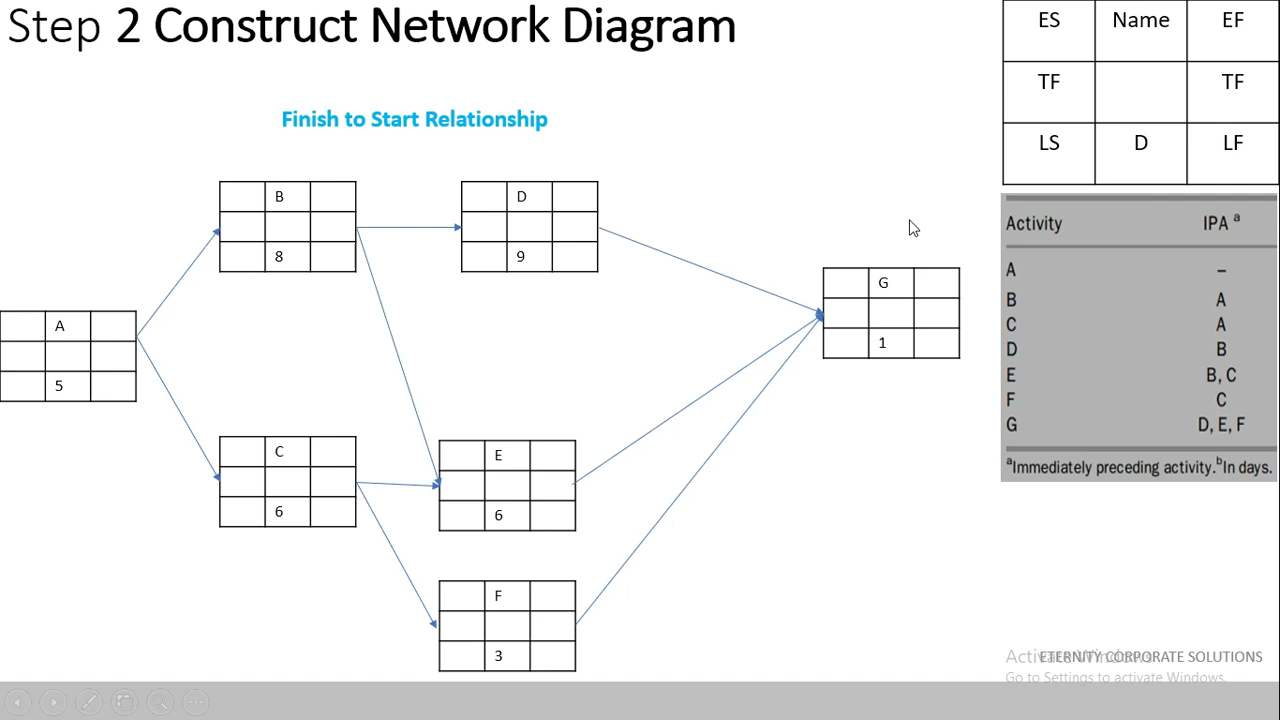 Step 2 Construct Network Diagram
Finish to Start Relationship
ES Name EF
TF TF
LS D LF
B
8
D
9
G
1
A
5
C
6
E
6
F
3
Activity IPA a
A –
B A
C A
D B
E B, C
F C
G D, E, F
aImmediately preceding activity. bIn days.
Activate Windows
ETERNITY CORPORATE SOLUTIONS
Go to Settings to activate Windows.